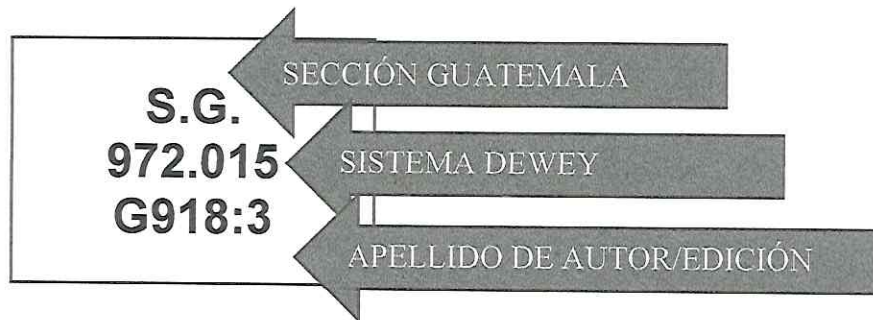 S.G.
SECCIÓN GUATEMALA
972.015
SISTEMA DEWEY
G918:3
APELLIDO DE AUTOR/EDICIÓN